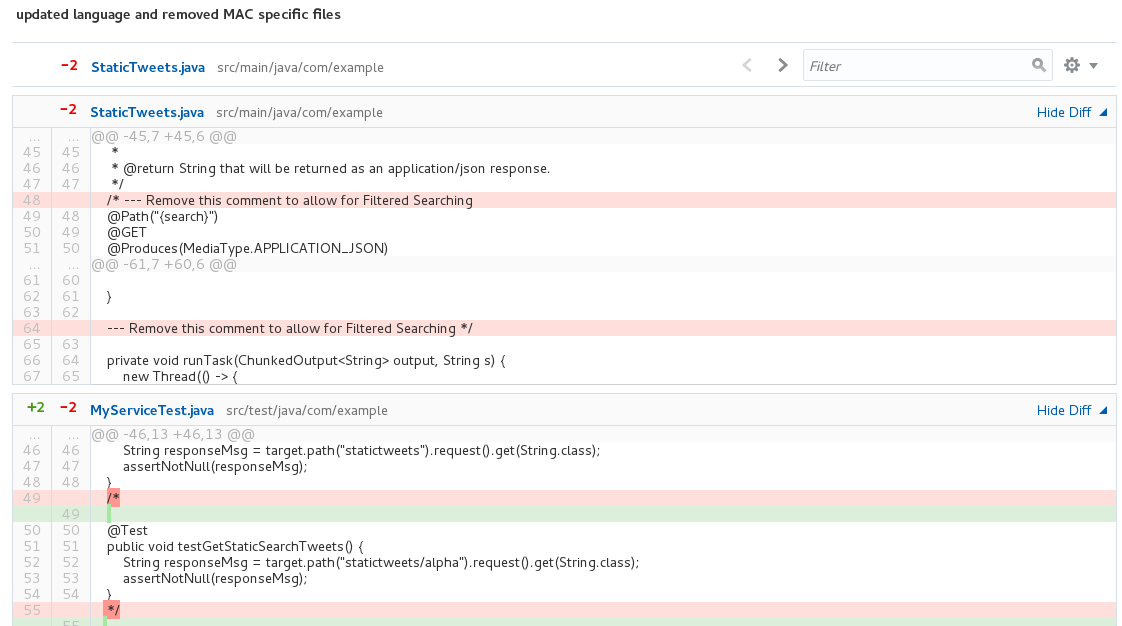 updated language and removed MAC specific files
−2 StaticTweets.java src/main/java/com/example Filter
−2 StaticTweets.java src/main/java/com/example Hide Diff
... ... @@ -45,7 +45,6 @@
45 45 *
46 46 * @return String that will be returned as an application/json response.
47 47 */
48 /* --- Remove this comment to allow for Filtered Searching
49 48 @Path("{search}")
50 49 @GET
51 50 @Produces(MediaType.APPLICATION_JSON)
... ... @@ -61,7 +60,6 @@
61 60
62 61 }
63 62
64 --- Remove this comment to allow for Filtered Searching */
65 63
66 64 private void runTask(ChunkedOutput<String> output, String s) {
67 65 new Thread(() -> {
+2 −2 MyServiceTest.java src/test/java/com/example Hide Diff
... ... @@ -46,13 +46,13 @@
46 46 String responseMsg = target.path("statictweets").request().get(String.class);
47 47 assertNotNull(responseMsg);
48 48 }
49 /*
49
50 50 @Test
51 51 public void testGetStaticSearchTweets() {
52 52 String responseMsg = target.path("statictweets/alpha").request().get(String.class);
53 53 assertNotNull(responseMsg);
54 54 }
55 */
55